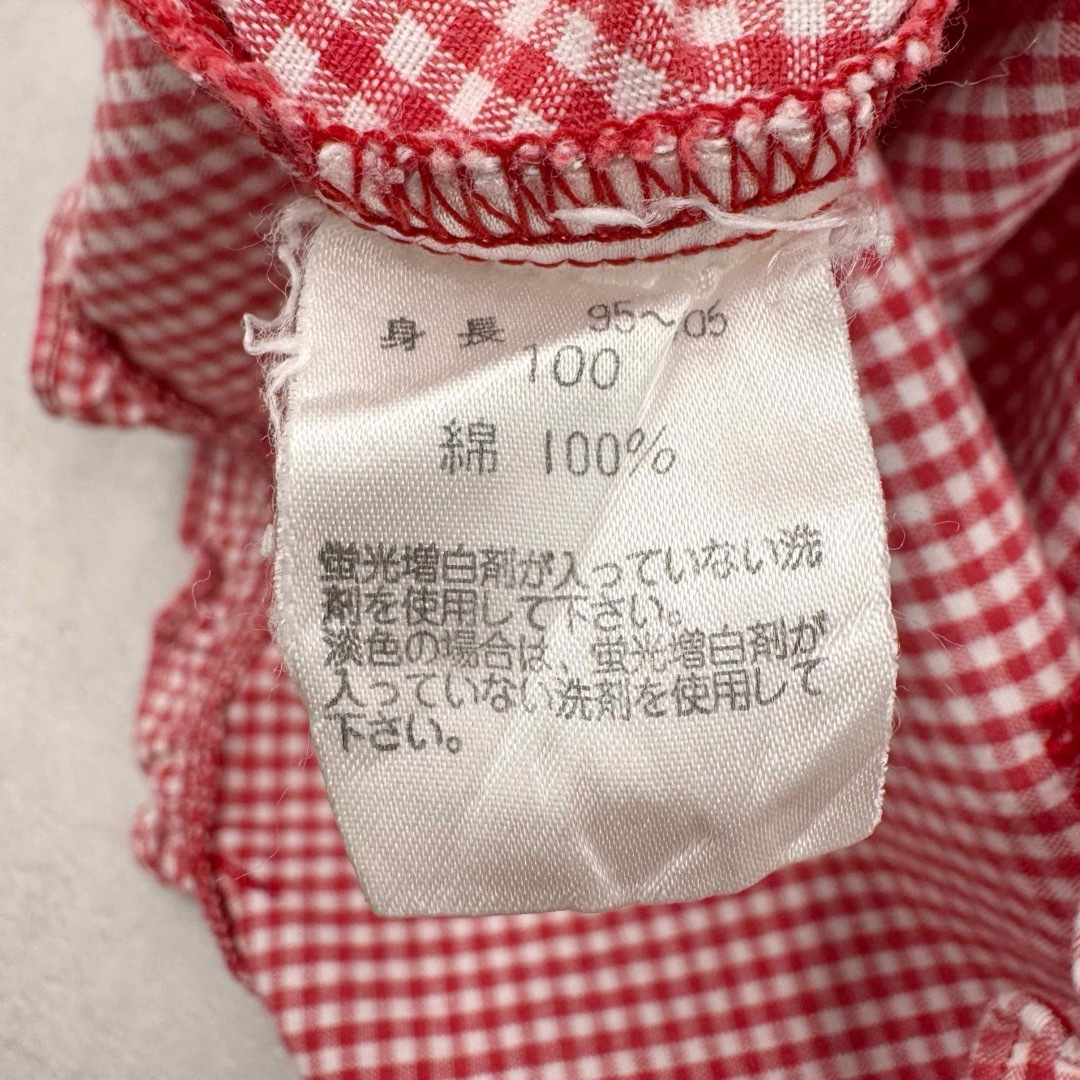 身長 95～05
100
綿 100%
蛍光増白剤が入っていない洗
剤を使用して下さい。
淡色の場合は、蛍光増白剤が
入っていない洗剤を使用して
下さい。